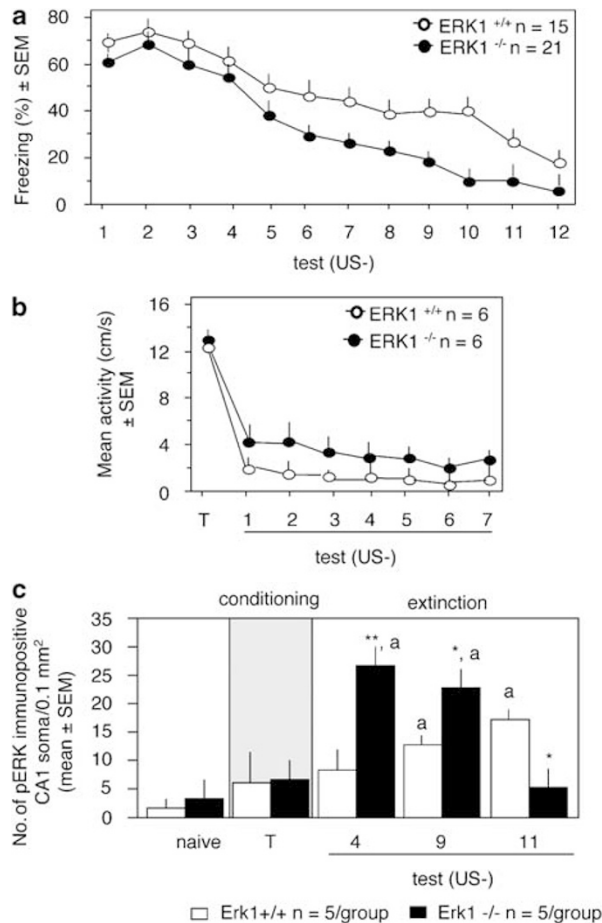 a
ERK1 +/+ n = 15
ERK1 -/- n = 21
Freezing (%) ± SEM
80
60
40
20
0
1 2 3 4 5 6 7 8 9 10 11 12
test (US-)
b
ERK1 +/+ n = 6
ERK1 -/- n = 6
Mean activity (cm/s)
± SEM
16
12
8
4
0
T 1 2 3 4 5 6 7
test (US-)
c
conditioning extinction
No. of pERK immunopositive
CA1 soma/0.1 mm2
(mean ± SEM)
35
30
25
20
15
10
5
0
**, a
a
*, a
a
*
naive T 4 9 11
test (US-)
Erk1+/+ n = 5/group Erk1 -/- n = 5/group